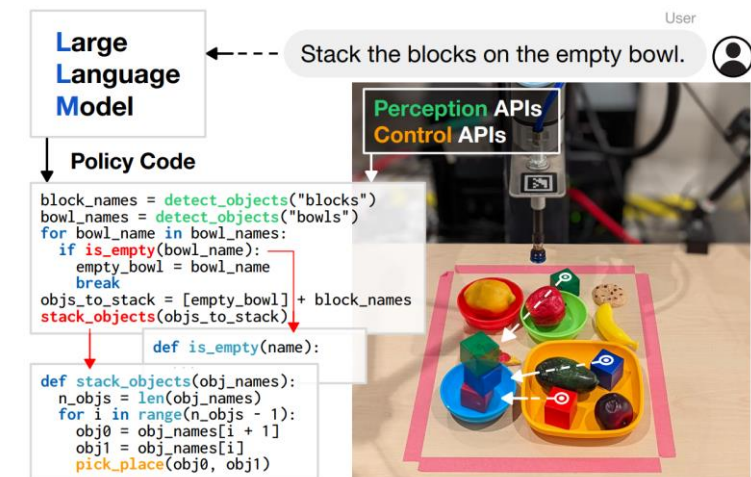 User
Large
Language
Model
Stack the blocks on the empty bowl.
Perception APIs
Control APIs
Policy Code
block_names = detect_objects("blocks")
bowl_names = detect_objects("bowls")
for bowl_name in bowl_names:
  if is_empty(bowl_name):
    empty_bowl = bowl_name
    break
objs_to_stack = [empty_bowl] + block_names
stack_objects(objs_to_stack)
def is_empty(name):
...
def stack_objects(obj_names):
  n_objs = len(obj_names)
  for i in range(n_objs - 1):
    obj0 = obj_names[i + 1]
    obj1 = obj_names[i]
    pick_place(obj0, obj1)